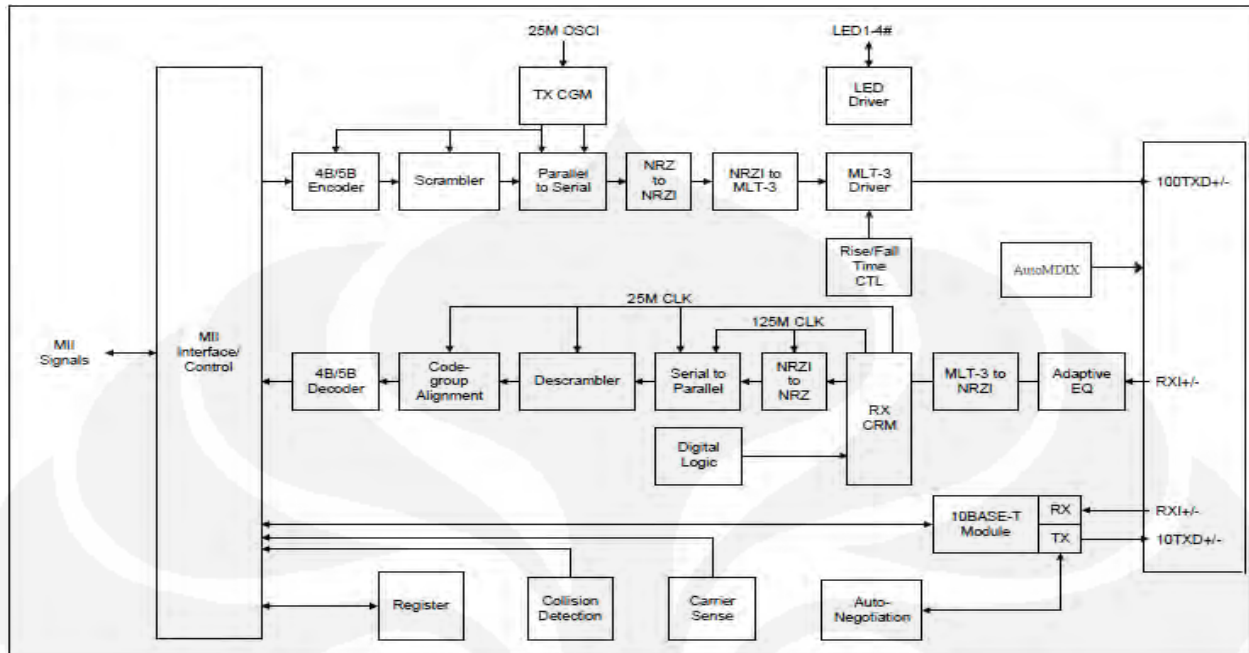 25M OSCI
LED1-4#
TX CGM
LED
Driver
4B/5B
Encoder
Scrambler
Parallel
to Serial
NRZ
to
NRZI
NRZI to
MLT-3
MLT-3
Driver
100TXD+/-
Rise/Fall
Time
CTL
AutoMDIX
25M CLK
125M CLK
MII
Signals
MII
Interface/
Control
4B/5B
Decoder
Code-
group
Alignment
Descrambler
Serial to
Parallel
NRZI
to
NRZ
RX
CRM
MLT-3 to
NRZI
Adaptive
EQ
RXI+/-
Digital
Logic
10BASE-T
Module
RX
TX
RXI+/-
10TXD+/-
Register
Collision
Detection
Carrier
Sense
Auto-
Negotiation